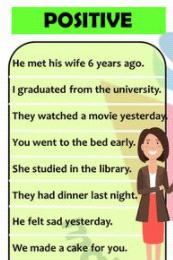 POSITIVE
He met his wife 6 years ago.
I graduated from the university.
They watched a movie yesterday.
You went to the bed early.
She studied in the library.
They had dinner last night.
He felt sad yesterday.
We made a cake for you.